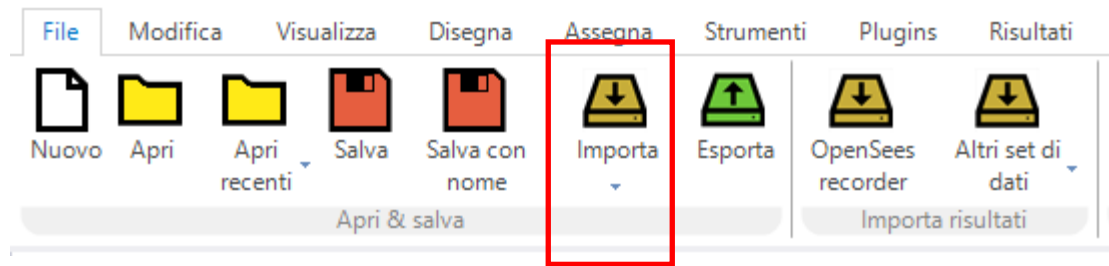 File Modifica Visualizza Disegna Assegna Strumenti Plugins Risultati
Nuovo Apri Apri Salva Salva con Importa Esporta OpenSees Altri set di
recenti nome recorder dati
Apri & salva Importa risultati